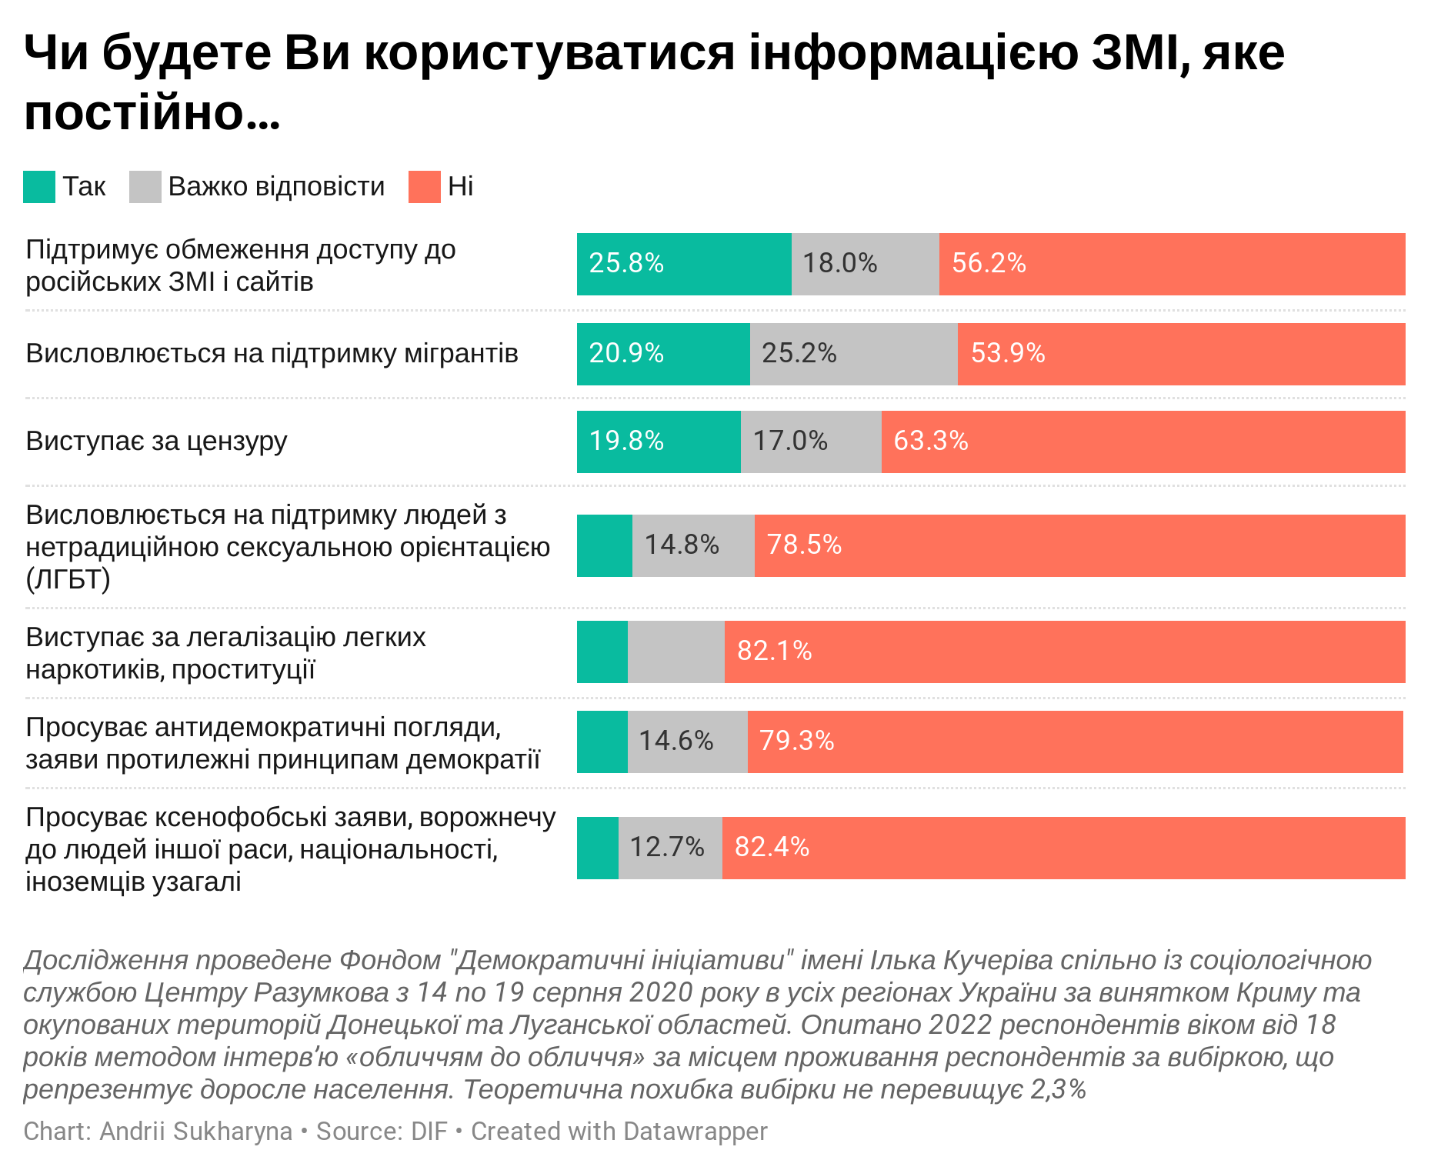 Чи будете Ви користуватися інформацією ЗМІ, яке
постійно...
Так Важко відповісти Ні
Підтримує обмеження доступу до
російських ЗМІ і сайтів
25.8% 18.0% 56.2%
Висловлюється на підтримку мігрантів
20.9% 25.2% 53.9%
Виступає за цензуру
19.8% 17.0% 63.3%
Висловлюється на підтримку людей з
нетрадиційною сексуальною орієнтацією
(ЛГБТ)
14.8% 78.5%
Виступає за легалізацію легких
наркотиків, проституції
82.1%
Просуває антидемократичні погляди,
заяви протилежні принципам демократії
14.6% 79.3%
Просуває ксенофобські заяви, ворожнечу
до людей іншої раси, національності,
іноземців узагалі
12.7% 82.4%
Дослідження проведене Фондом "Демократичні ініціативи" імені Ілька Кучеріва спільно із соціологічною
службою Центру Разумкова з 14 по 19 серпня 2020 року в усіх регіонах України за винятком Криму та
окупованих територій Донецької та Луганської областей. Опитано 2022 респондентів віком від 18
років методом інтерв’ю «обличчям до обличчя» за місцем проживання респондентів за вибіркою, що
репрезентує доросле населення. Теоретична похибка вибірки не перевищує 2,3%
Chart: Andrii Sukharyna • Source: DIF • Created with Datawrapper